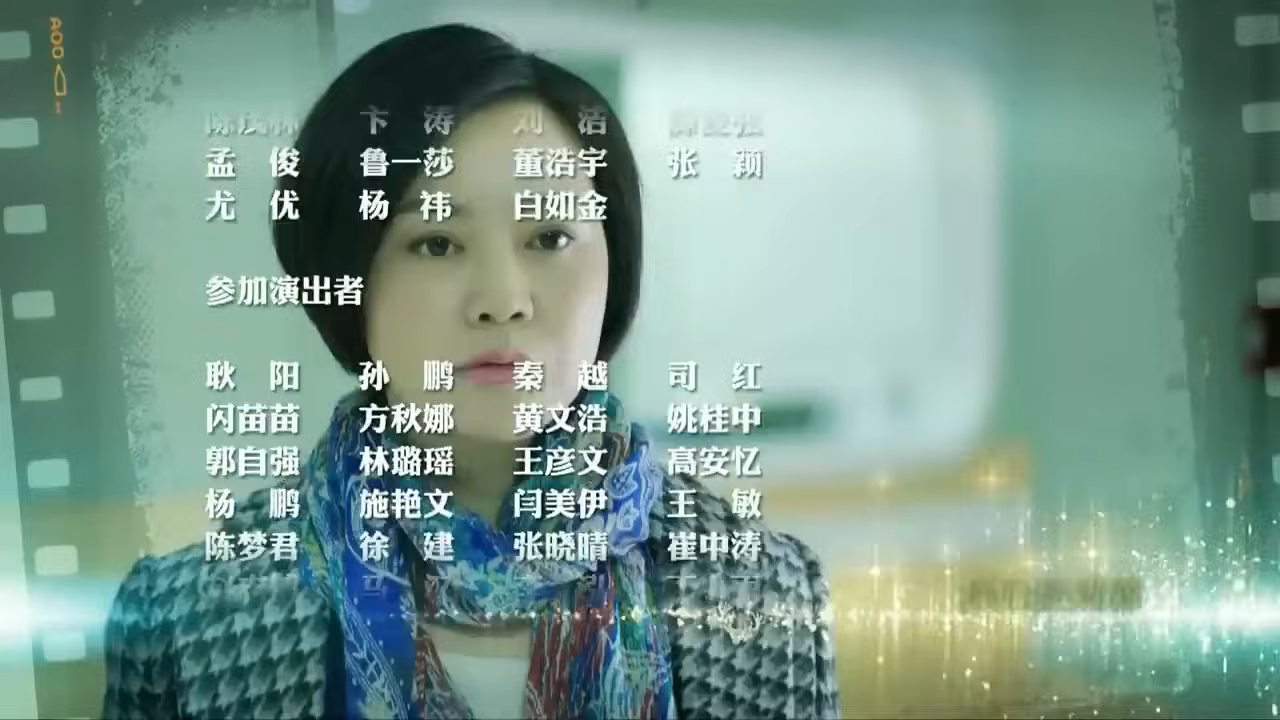 卞 涛 刘 洁
孟 俊 鲁一莎 董浩宇 张 颖
尤 优 杨 祎 白如金
参加演出者
耿 阳 孙 鹏 秦 越 司 红
闪苗苗 方秋娜 黄文浩 姚桂中
郭自强 林璐瑶 王彦文 高安忆
杨 鹏 施艳文 闫美伊 王 敏
陈梦君 徐 建 张晓晴 崔中涛